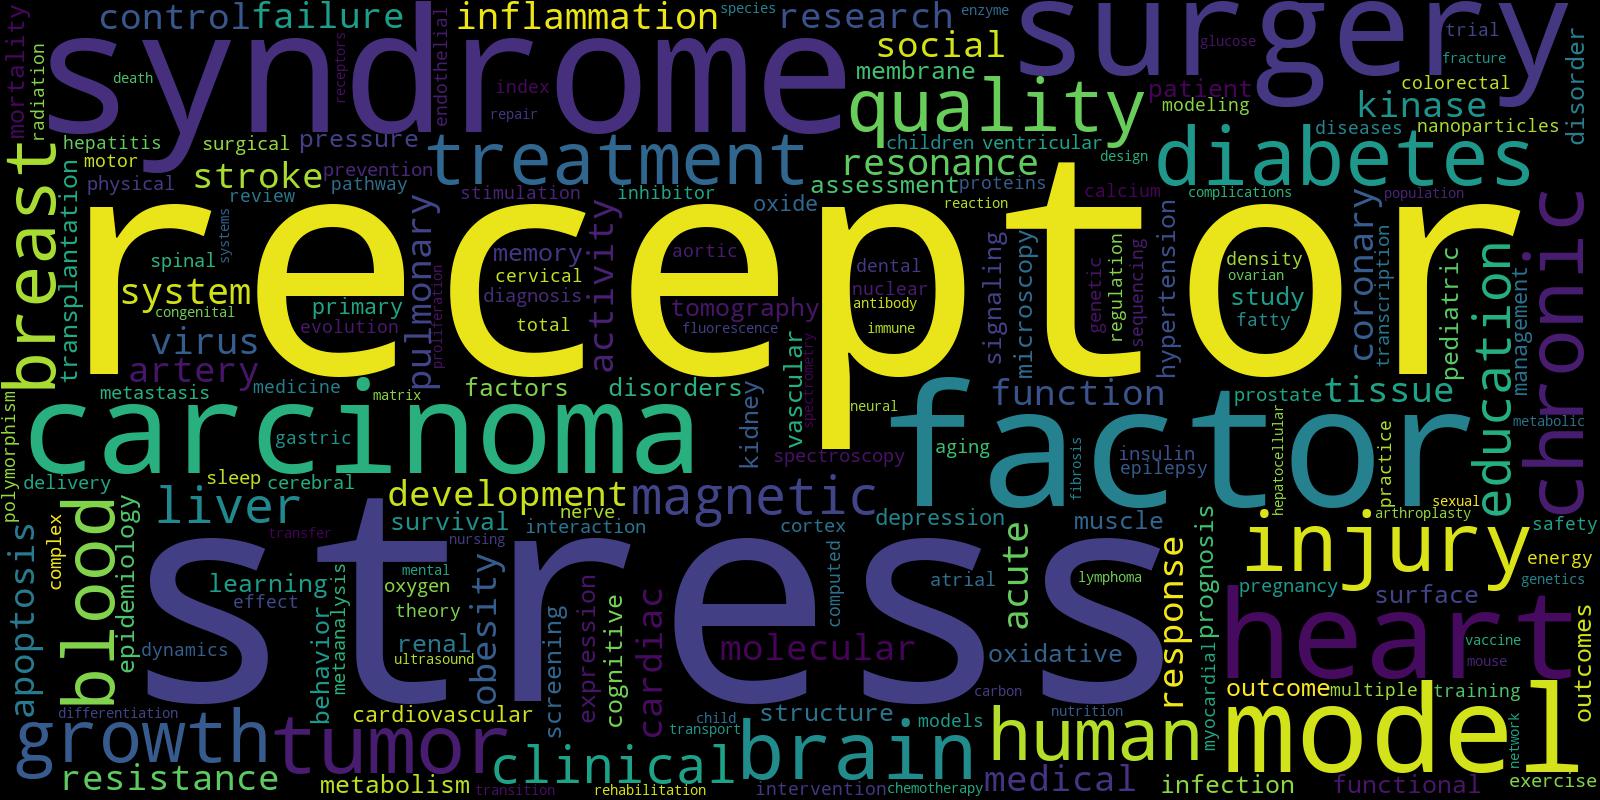 control
failure
inflammation
species
research
enzyme
surgery
syndrome
social
glucose
trial
fracture
disorder
mortality
radiation
death
receptors
endothelial
index
repair
membrane
quality
patient
modeling
colorectal
kinase
hepatitis
motor
surgical
pressure
treatment
children
ventricular
diseases
nanoparticles
diabetes
resonance
design
breast
transplantation
physical
stroke
prevention
pathway
review
stimulation
inhibitor
assessment
proteins
oxide
reaction
calcium
complications
population
chronic
receptor
systems
spinal
system
congenital
primary
evolution
pulmonary
proliferation
memory
cervical
diagnosis
total
activity
aortic
tomography
fluorescence
dental
nuclear
antibody
immune
signaling
microscopy
genetic
regulation
sequencing
hypertension
density
ovarian
study
fatty
coronary
transcription
pediatric
education
management
virus
artery
metastasis
medicine
matrix
factors
disorders
kidney
vascular
spectrometry
neural
function
prostate
tissue
metabolic
polymorphism
carcinoma
gastric
factor
aging
spectroscopy
fibrosis
insulin
epilepsy
hepatocellular
practice
sexual
arthroplasty
safety
delivery
sleep
cerebral
liver
development
magnetic
nerve
survival
interaction
nursing
cortex
depression
muscle
acute
injury
energy
genetics
apoptosis
complex
blood
epidemiology
transfer
stress
learning
effect
mental
oxygen
theory
obesity
computed
atrial
lymphoma
response
prognosis
pregnancy
surface
heart
vaccine
mouse
outcomes
dynamics
behavior
metaanalysis
renal
ultrasound
screening
expression
cognitive
cardiac
molecular
oxidative
carbon
myocardial
outcome
multiple
training
differentiation
cardiovascular
child
transport
structure
models
nutrition
human
model
network
growth
tumor
clinical
brain
resistance
metabolism
transition
rehabilitation
intervention
chemotherapy
medical
infection
functional
exercise